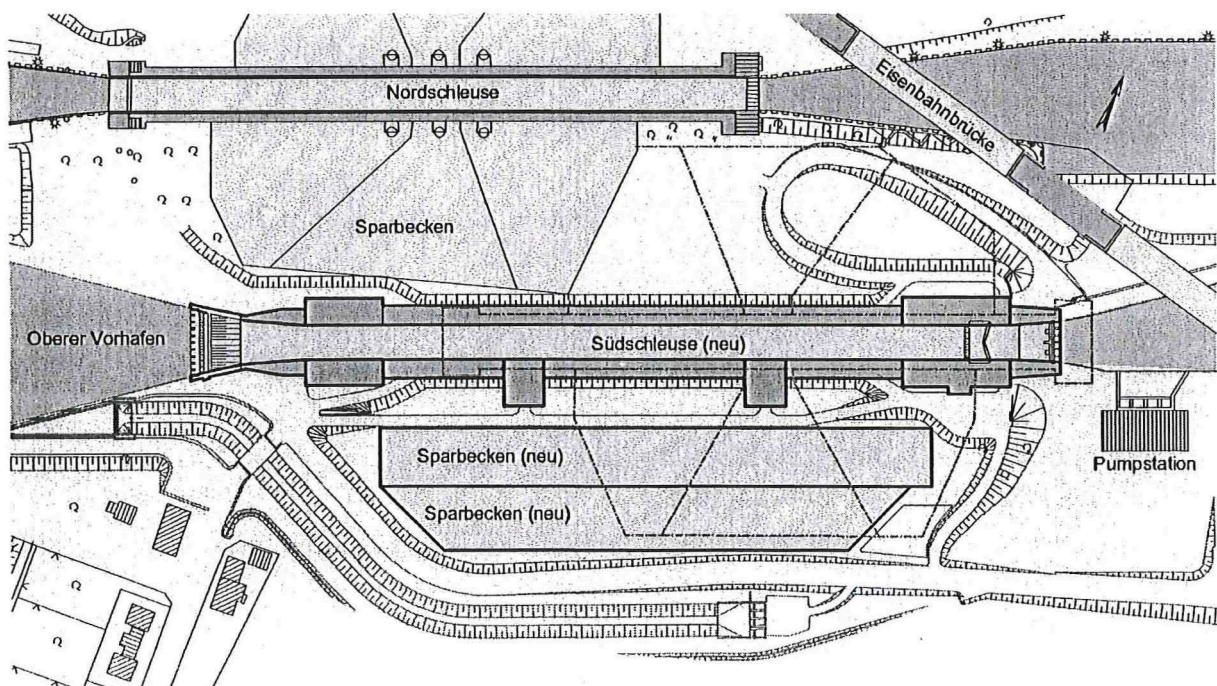 Nordschleuse
Eisenbahnbrücke
Sparbecken
Oberer Vorhafen
Südschleuse (neu)
Sparbecken (neu)
Sparbecken (neu)
Pumpstation